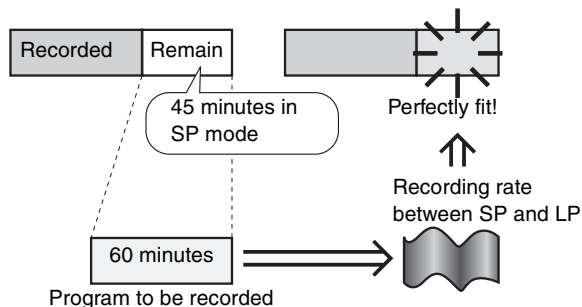 Recorded
Remain
45 minutes in
SP mode
Perfectly fit!
Recording rate
between SP and LP
60 minutes
Program to be recorded